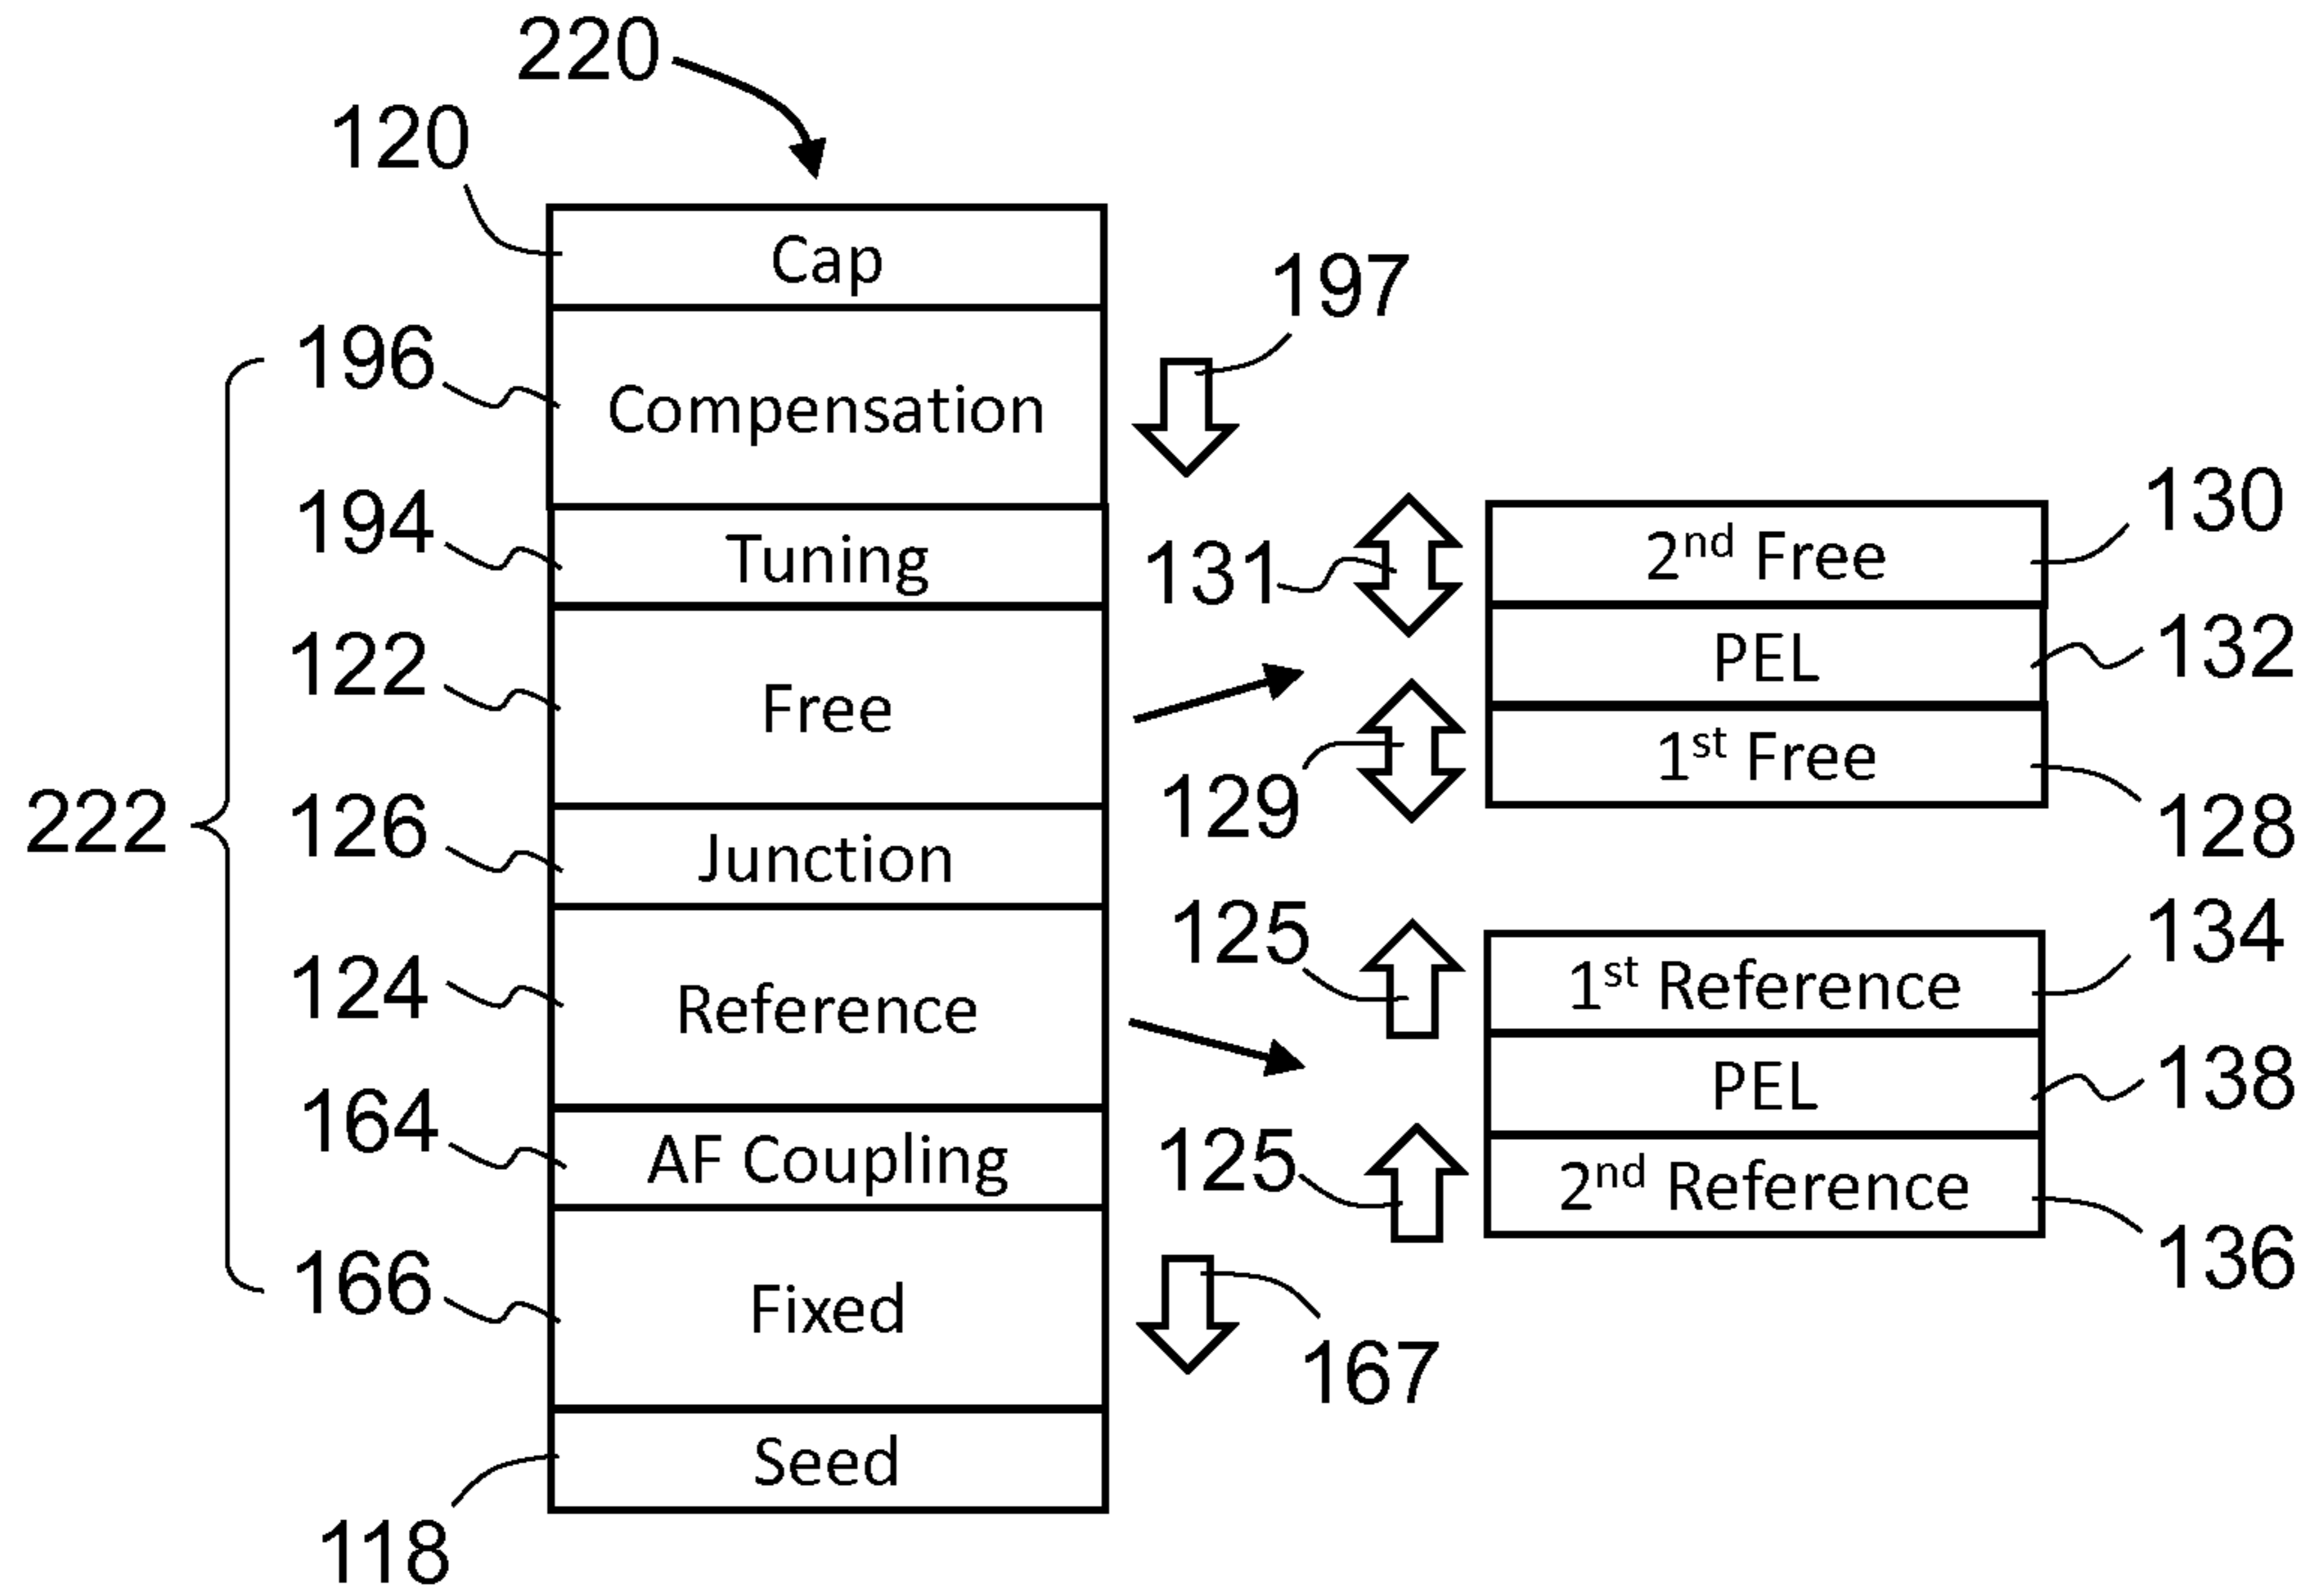 220
120
Cap
197
196
Compensation
194
Tuning
131
2nd Free
130
122
Free
PEL
132
129
1st Free
128
222
126
Junction
125
1st Reference
134
124
Reference
PEL
138
164
AF Coupling
125
2nd Reference
136
166
Fixed
167
Seed
118